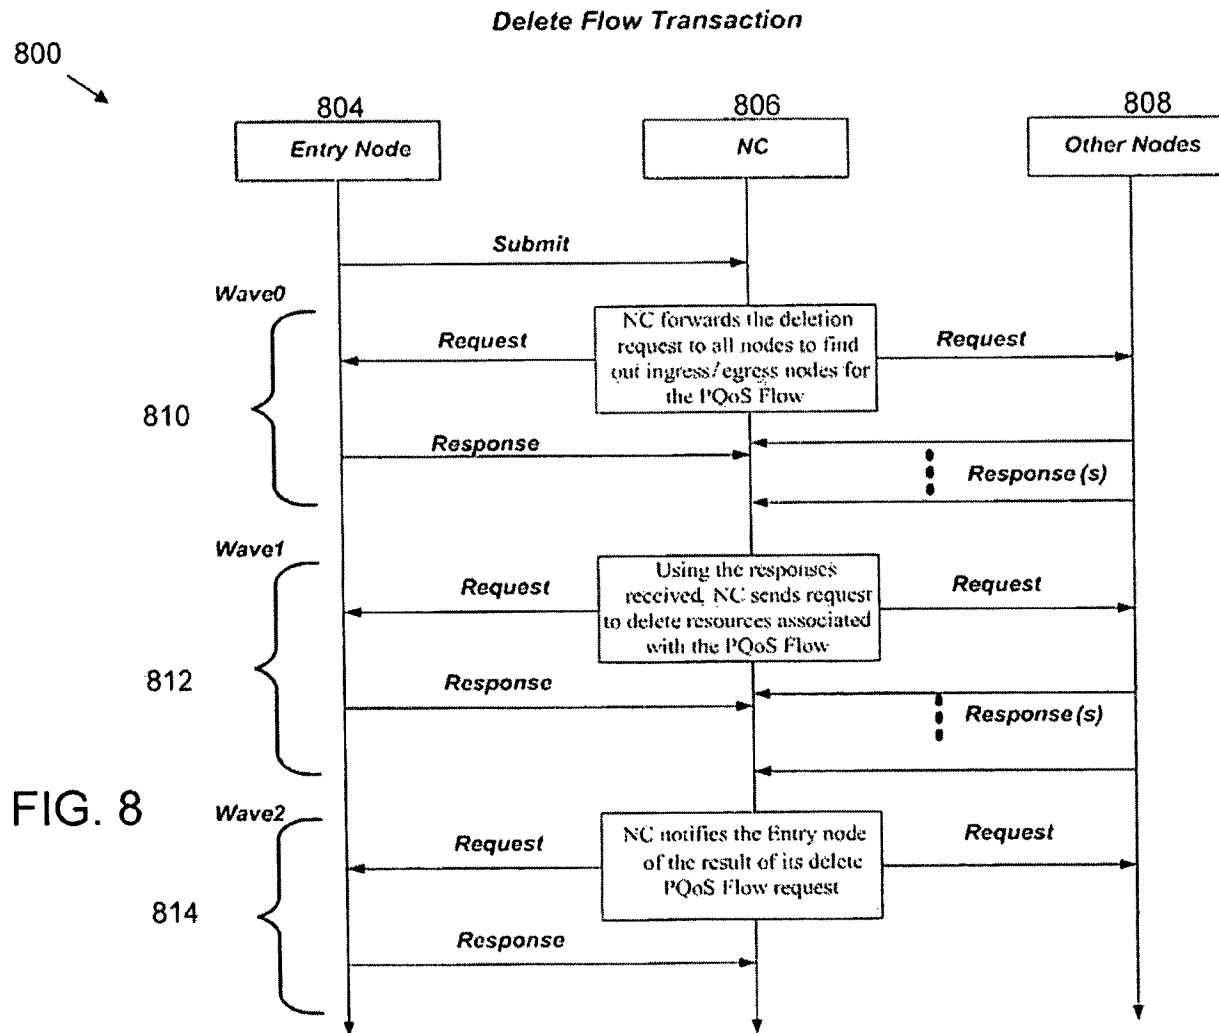 Delete Flow Transaction
800
804
806
808
Entry Node
NC
Other Nodes
Submit
Wave0
NC forwards the deletion
request to all nodes to find
out ingress/egress nodes for
the PQoS Flow
Request
Request
810
Response
Response(s)
Wave1
Using the responses
received, NC sends request
to delete resources associated
with the PQoS Flow
Request
Request
812
Response
Response(s)
FIG. 8
Wave2
NC notifies the Entry node
of the result of its delete
PQoS Flow request
Request
Request
814
Response